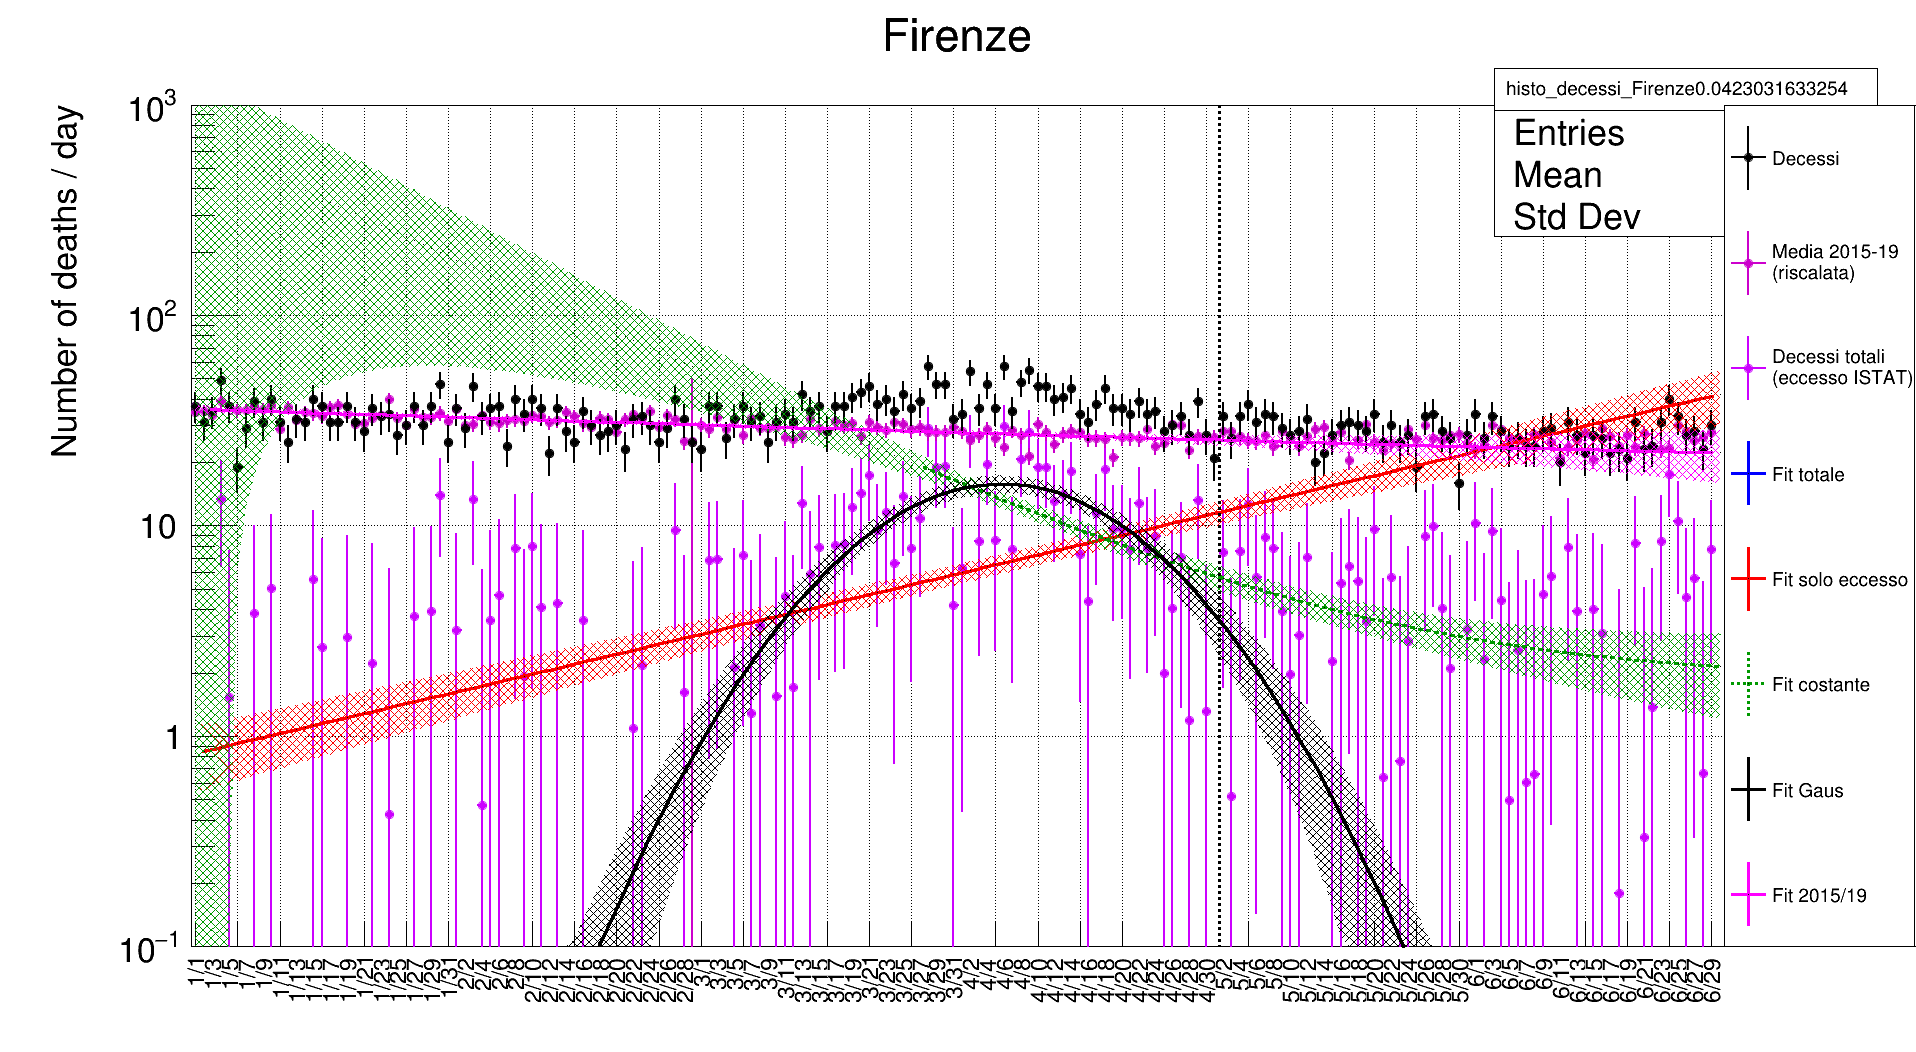 Firenze
Number of deaths / day
histo_decessi_Firenze0.0423031633254
Entries
Mean
Std Dev
Decessi
Media 2015-19
(riscalata)
Decessi totali
(eccesso ISTAT)
Fit totale
Fit solo eccesso
Fit costante
Fit Gaus
Fit 2015/19
10³
10²
10
1
10⁻¹
1/1 1/3 1/5 1/7 1/9 1/11 1/13 1/15 1/17 1/19 1/21 1/23 1/25 1/27 1/29 1/31 2/2 2/4 2/6 2/8 2/10 2/12 2/14 2/16 2/18 2/20 2/22 2/24 2/26 2/28 3/1 3/3 3/5 3/7 3/9 3/11 3/13 3/15 3/17 3/19 3/21 3/23 3/25 3/27 3/29 3/31 4/2 4/4 4/6 4/8 4/10 4/12 4/14 4/16 4/18 4/20 4/22 4/24 4/26 4/28 4/30 5/2 5/4 5/6 5/8 5/10 5/12 5/14 5/16 5/18 5/20 5/22 5/24 5/26 5/28 5/30 6/1 6/3 6/5 6/7 6/9 6/11 6/13 6/15 6/17 6/19 6/21 6/23 6/25 6/27 6/29